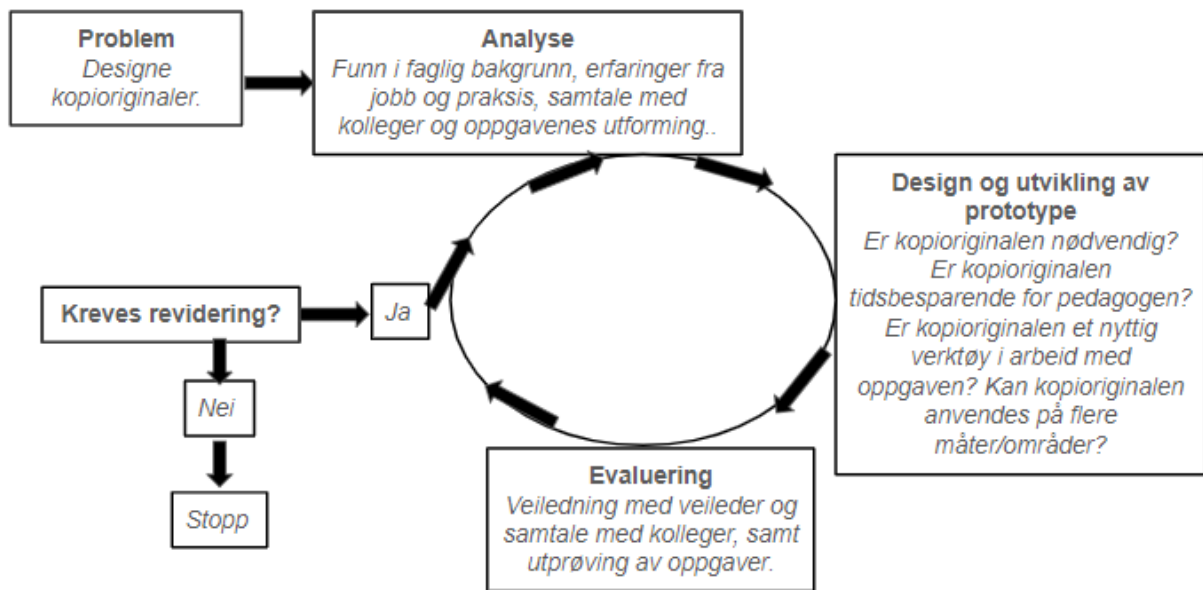 Problem
Designe
kopioriginaler.
Analyse
Funn i faglig bakgrunn, erfaringer fra
jobb og praksis, samtale med
kolleger og oppgavenes utforming..
Design og utvikling av
prototype
Er kopioriginalen nødvendig?
Er kopioriginalen
tidsbesparende for pedagogen?
Er kopioriginalen et nyttig
verktøy i arbeid med
oppgaven? Kan kopioriginalen
anvendes på flere
måter/områder?
Evaluering
Veiledning med veileder og
samtale med kolleger, samt
utprøving av oppgaver.
Kreves revidering?
Ja
Nei
Stopp